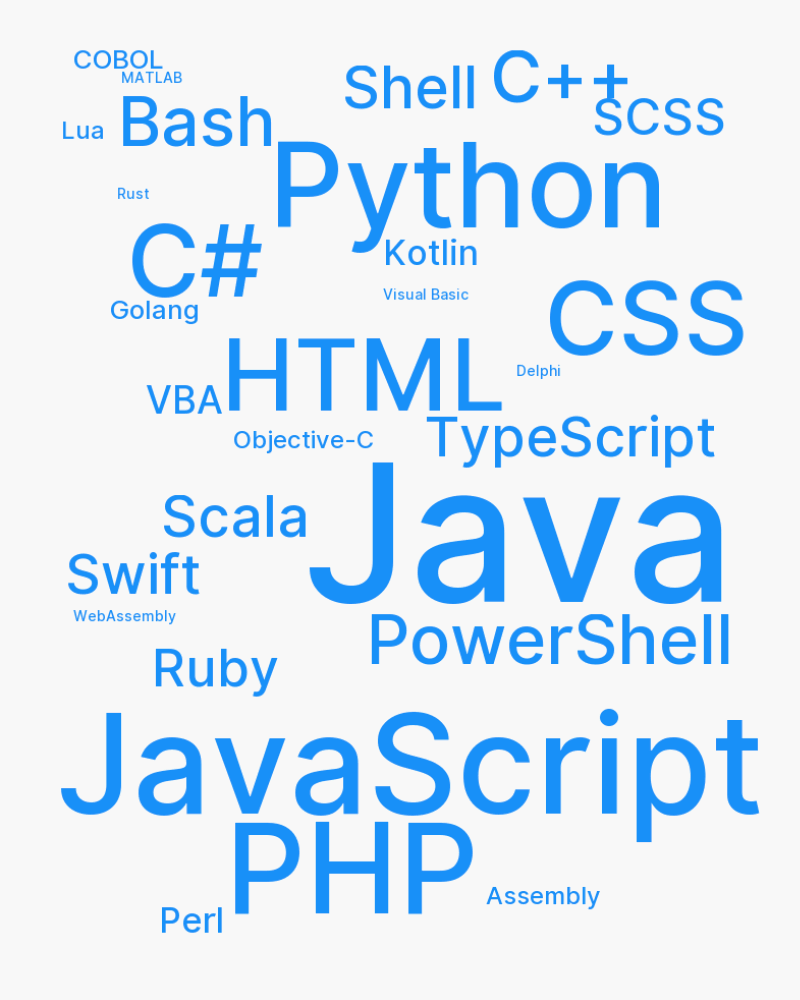 COBOL
MATLAB
Shell
C++
SCSS
Lua
Bash
Python
Rust
C#
Kotlin
Golang
Visual Basic
CSS
HTML
Delphi
VBA
Objective-C
TypeScript
Scala
Java
Swift
WebAssembly
PowerShell
Ruby
JavaScript
PHP
Assembly
Perl